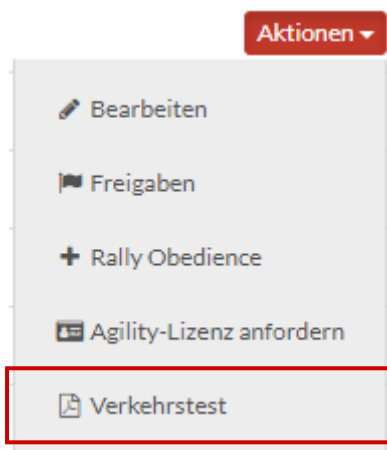 Aktionen
Bearbeiten
Freigaben
Rally Obedience
Agility-Lizenz anfordern
Verkehrstest